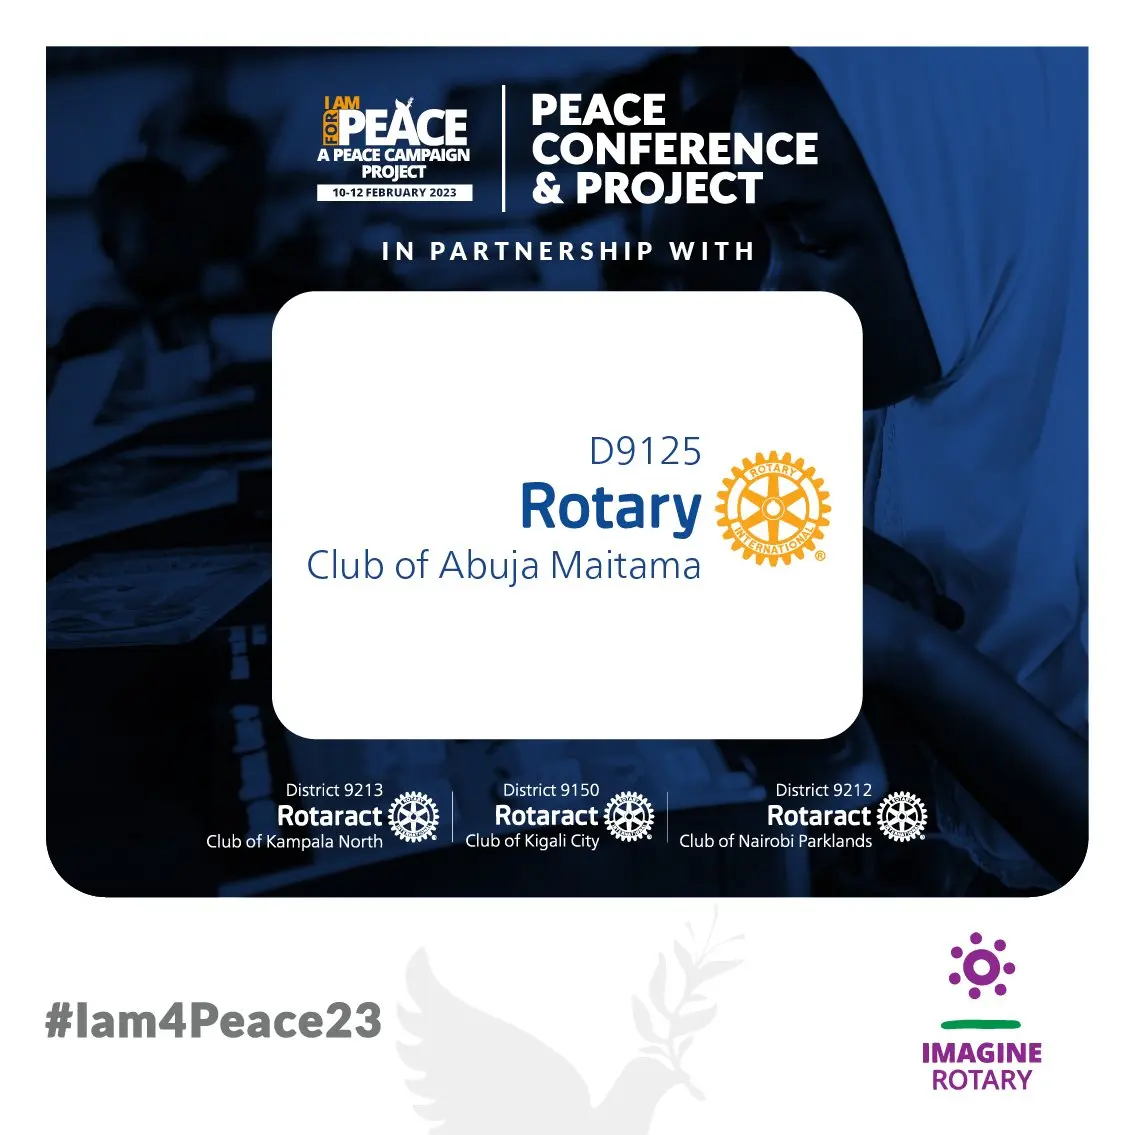 I AM
FOR
PEACE
A PEACE CAMPAIGN
PROJECT
10-12 FEBRUARY 2023
PEACE
CONFERENCE
& PROJECT
IN PARTNERSHIP WITH
D9125
Rotary
Club of Abuja Maitama
ROTARY
INTERNATIONAL
®
District 9213
Rotaract
Club of Kampala North
District 9150
Rotaract
Club of Kigali City
District 9212
Rotaract
Club of Nairobi Parklands
#Iam4Peace23
IMAGINE
ROTARY